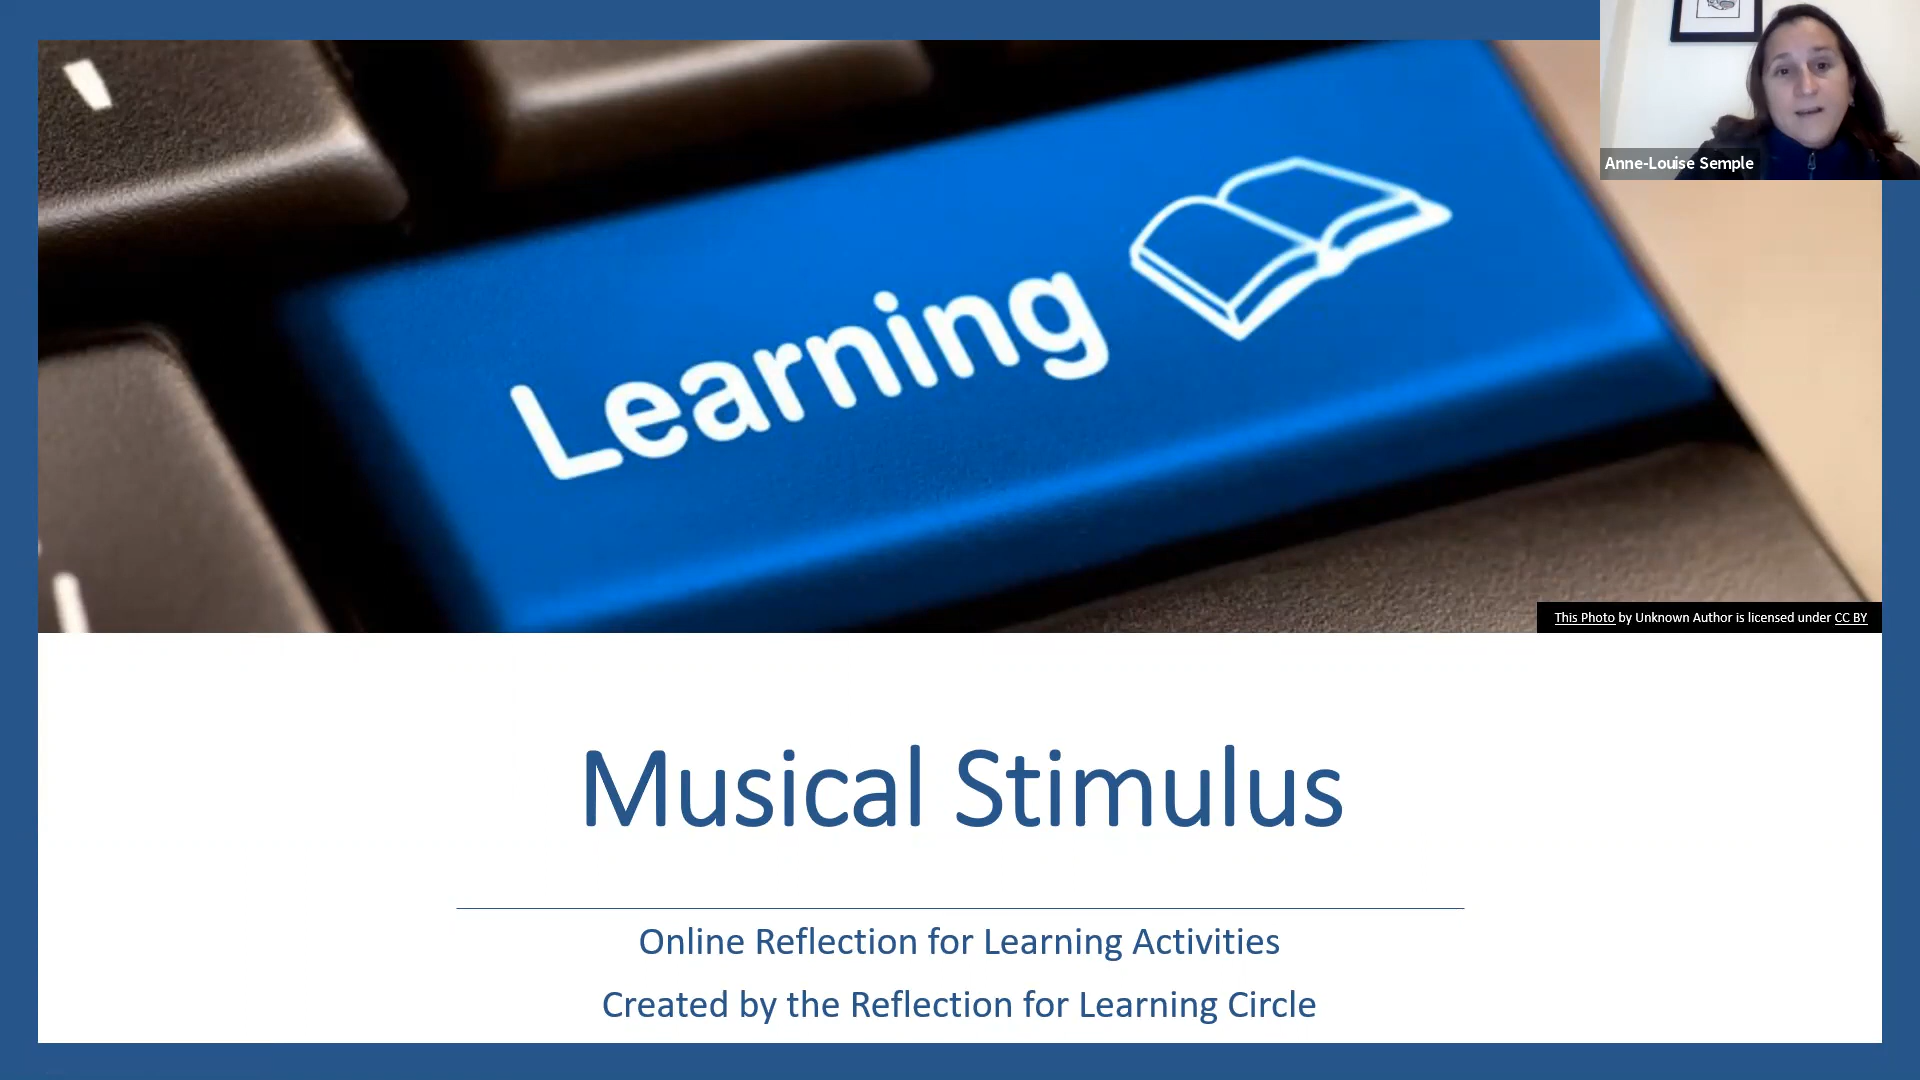 Anne-Louise Semple
Learning
This Photo by Unknown Author is licensed under CC BY
Musical Stimulus
Online Reflection for Learning Activities
Created by the Reflection for Learning Circle